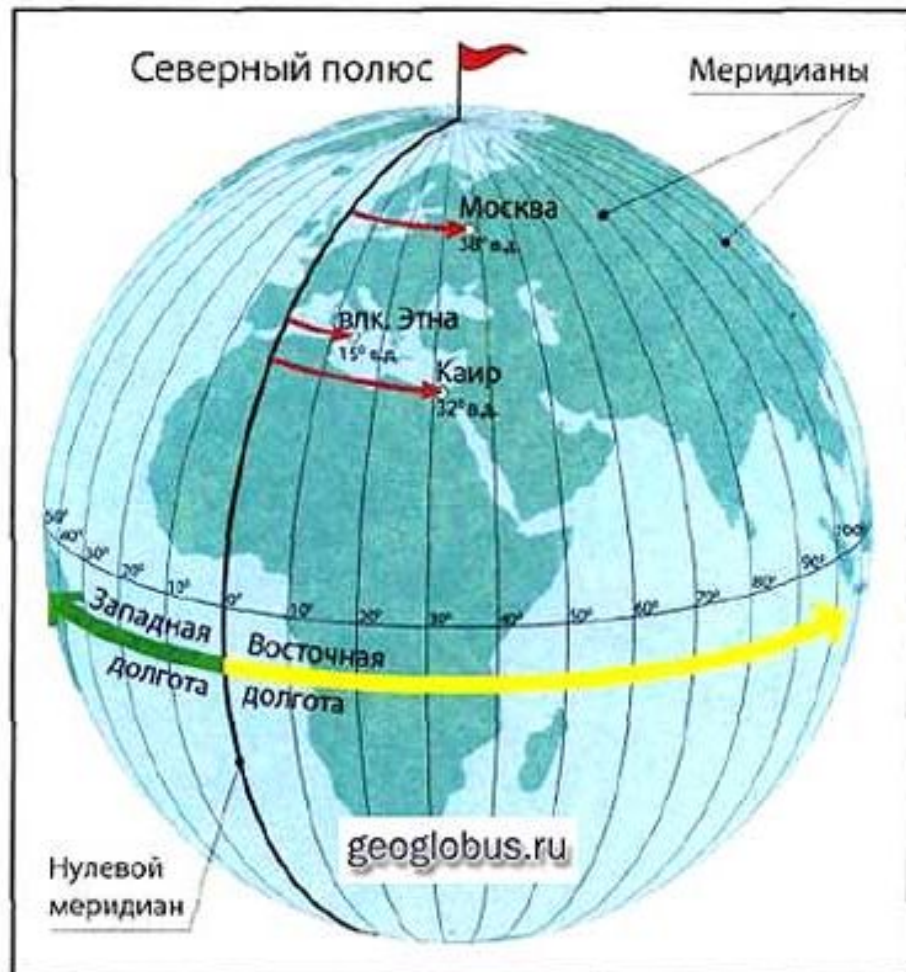 Северный полюс
Меридианы
Москва
38° в.д.
влк. Этна
15° в.д.
Каир
32° в.д.
50° 40° 30° 20° 10° 0° 10° 20° 30° 40° 50° 60° 70° 80° 90° 100°
Западная
долгота
Восточная
долгота
geoglobus.ru
Нулевой
меридиан